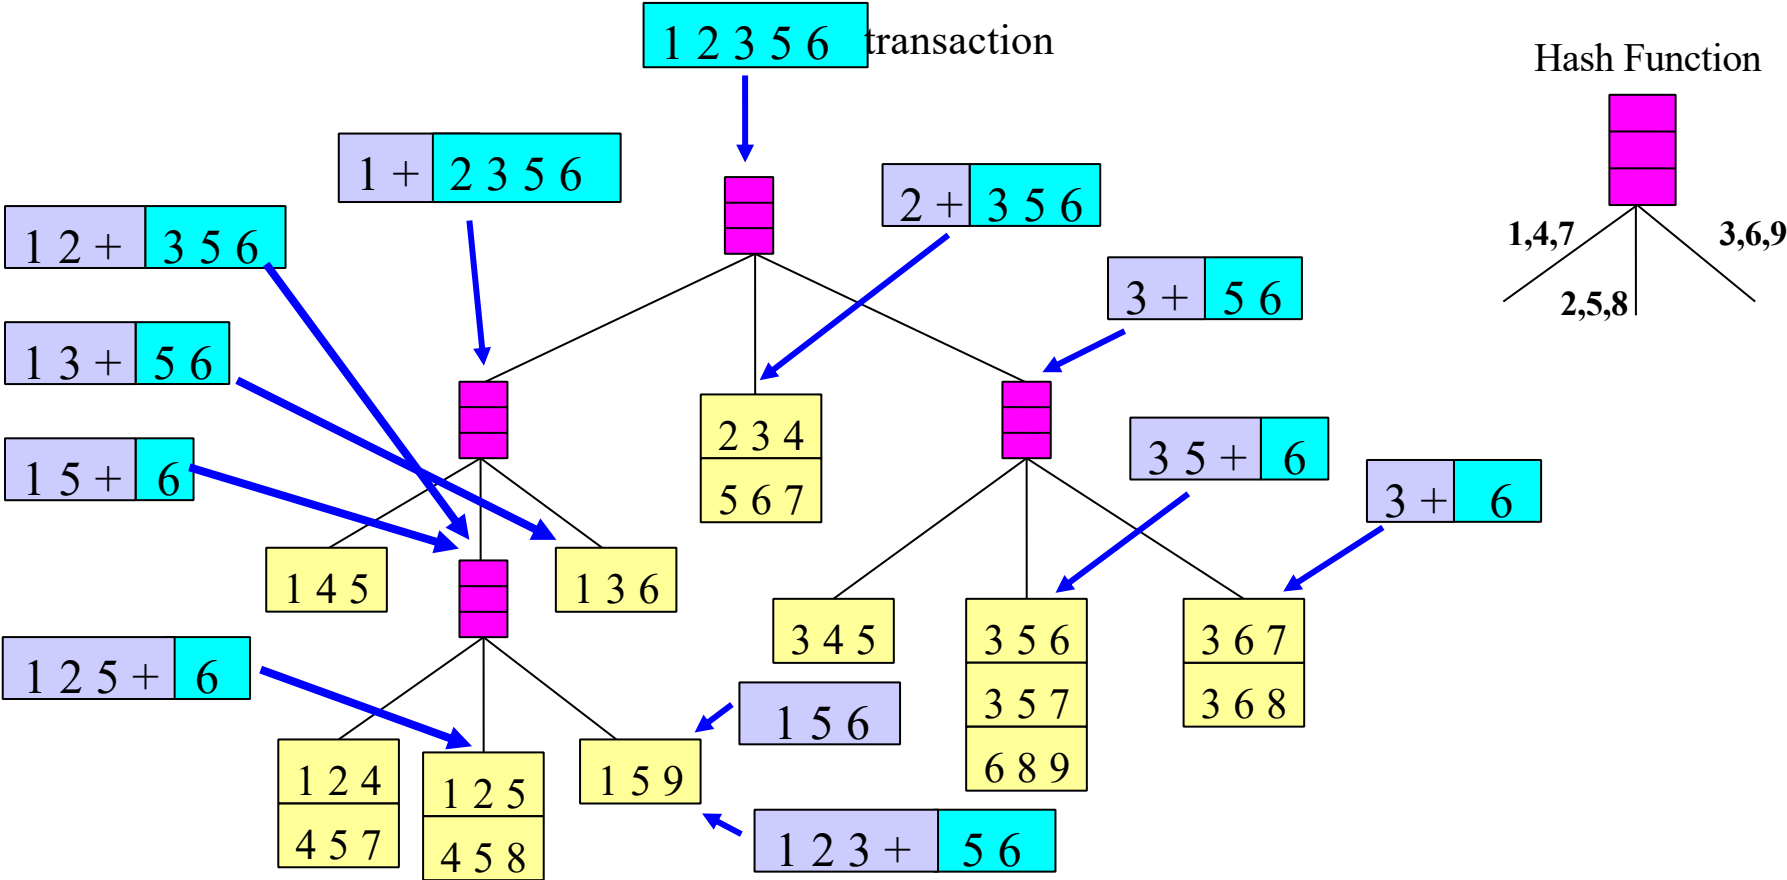 1 2 3 5 6 transaction
Hash Function
1 + 2 3 5 6
2 + 3 5 6
1 2 + 3 5 6
1,4,7
3,6,9
3 + 5 6
2,5,8
1 3 + 5 6
2 3 4
3 5 + 6
1 5 + 6
3 + 6
5 6 7
1 4 5
1 3 6
3 4 5
3 5 6
3 6 7
1 2 5 + 6
3 5 7
3 6 8
1 5 6
6 8 9
1 2 4
1 2 5
1 5 9
4 5 7
4 5 8
1 2 3 + 5 6